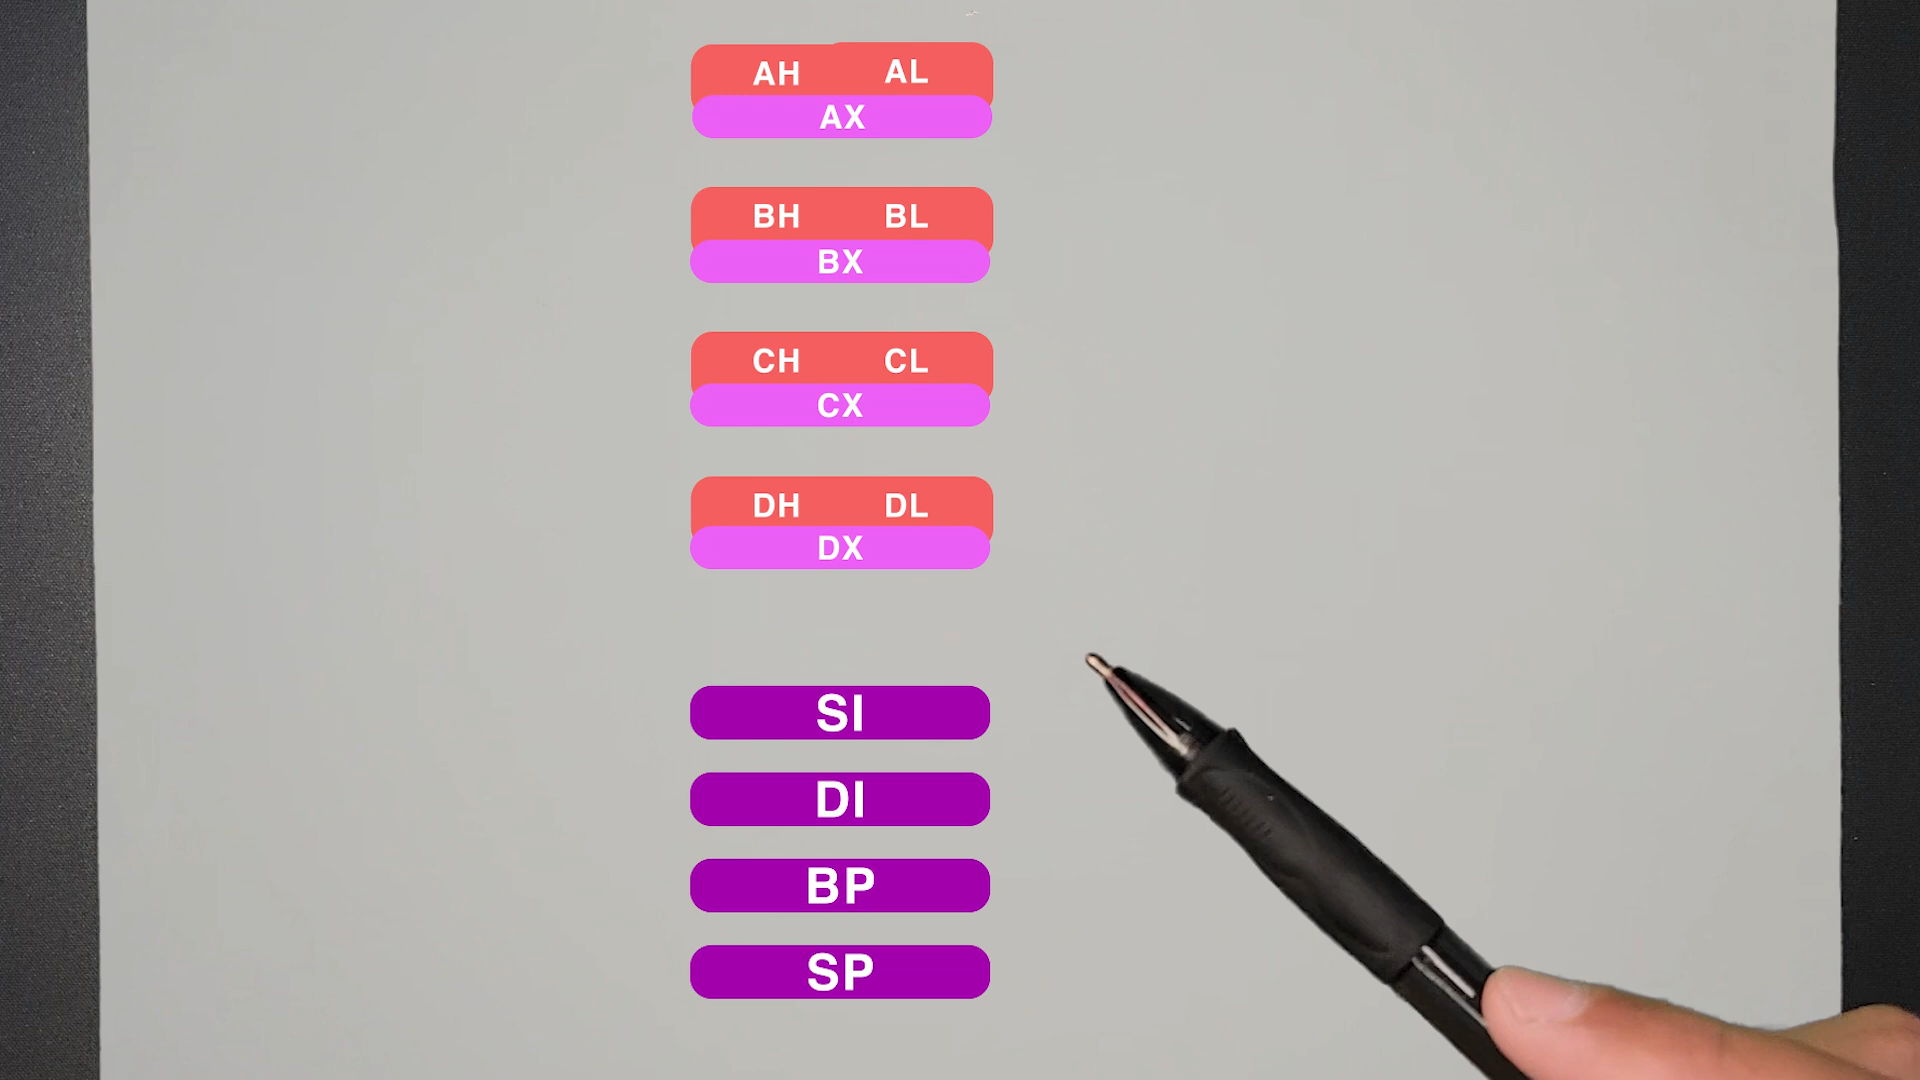 AH AL
AX
BH BL
BX
CH CL
CX
DH DL
DX
SI
DI
BP
SP